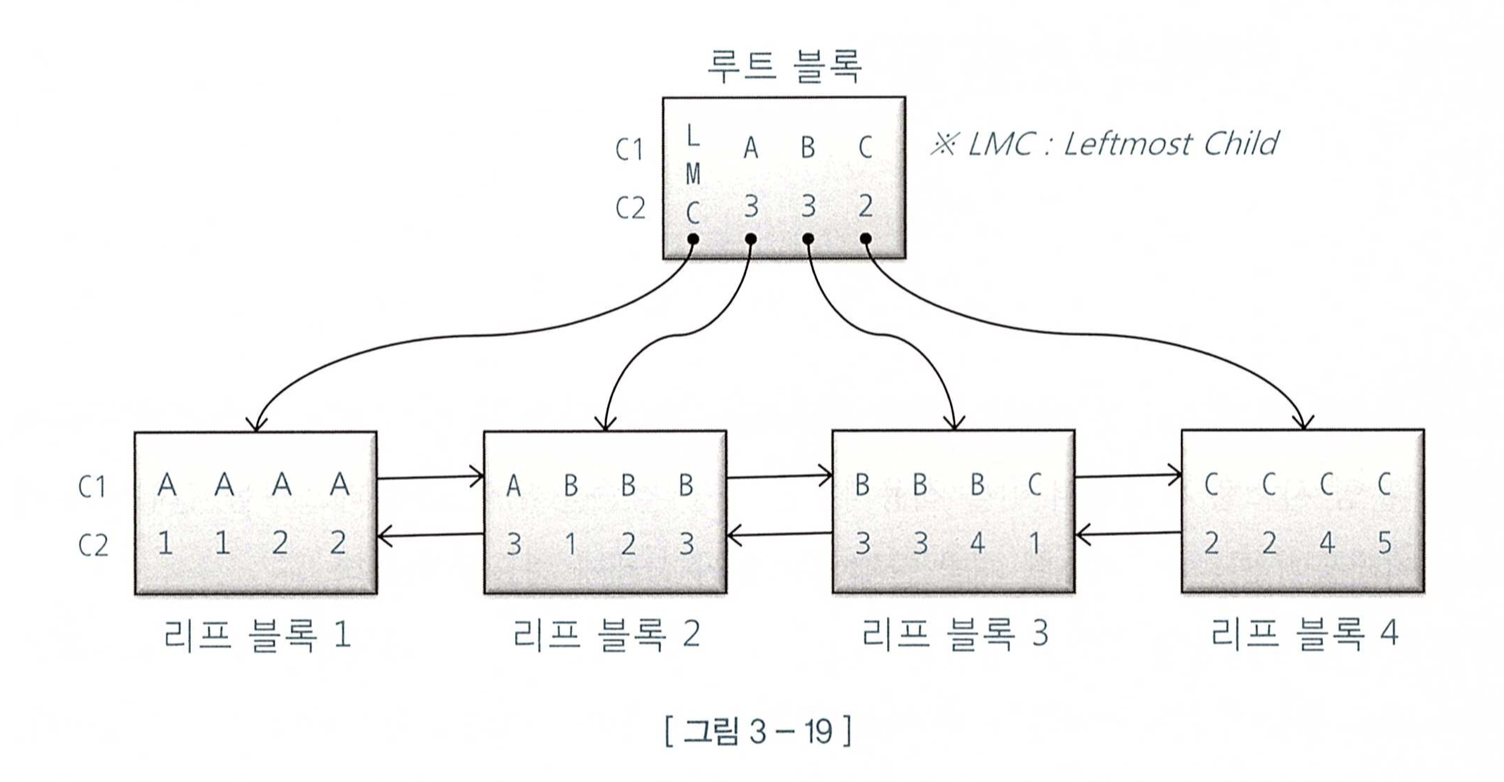 루트 블록
C1 L M C A B C
C2 3 3 2
※ LMC : Leftmost Child
C1 A A A A
C2 1 1 2 2
리프 블록 1
A B B B
3 1 2 3
리프 블록 2
B B B C
3 3 4 1
리프 블록 3
C C C C
2 2 4 5
리프 블록 4
[ 그림 3 - 19 ]